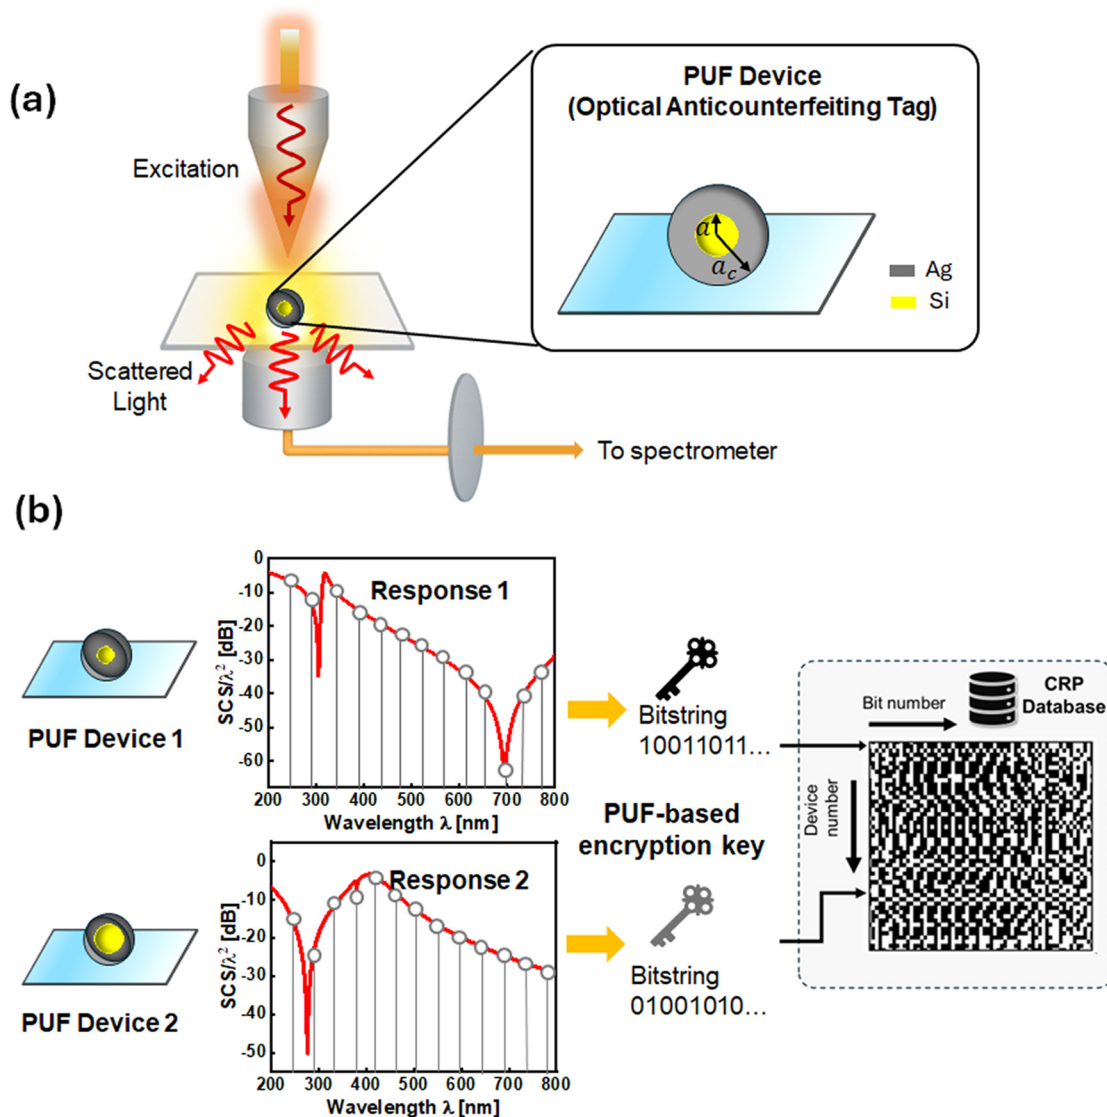 (a)
Excitation
Scattered
Light
To spectrometer
PUF Device
(Optical Anticounterfeiting Tag)
a
a_c
Ag
Si
(b)
PUF Device 1
SCS/λ² [dB]
0
-10
-20
-30
-40
-50
-60
Response 1
200 300 400 500 600 700 800
Wavelength λ [nm]
Bitstring
10011011...
PUF-based
encryption key
PUF Device 2
SCS/λ² [dB]
0
-10
-20
-30
-40
-50
Response 2
200 300 400 500 600 700 800
Wavelength λ [nm]
Bitstring
01001010...
CRP
Database
Bit number
Device
number